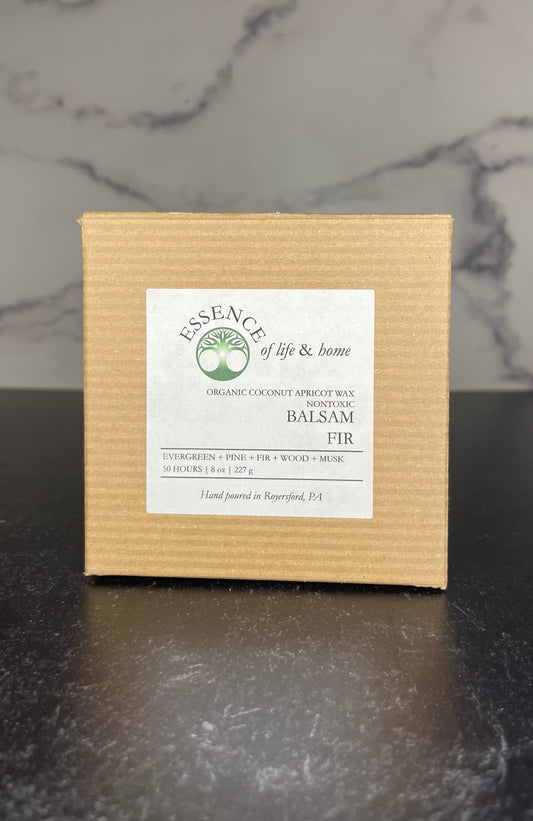 ESSENCE
of life & home
ORGANIC COCONUT APRICOT WAX
NONTOXIC
BALSAM
FIR
EVERGREEN + PINE + FIR + WOOD + MUSK
50 HOURS | 8 oz | 227 g
Hand poured in Royersford, PA